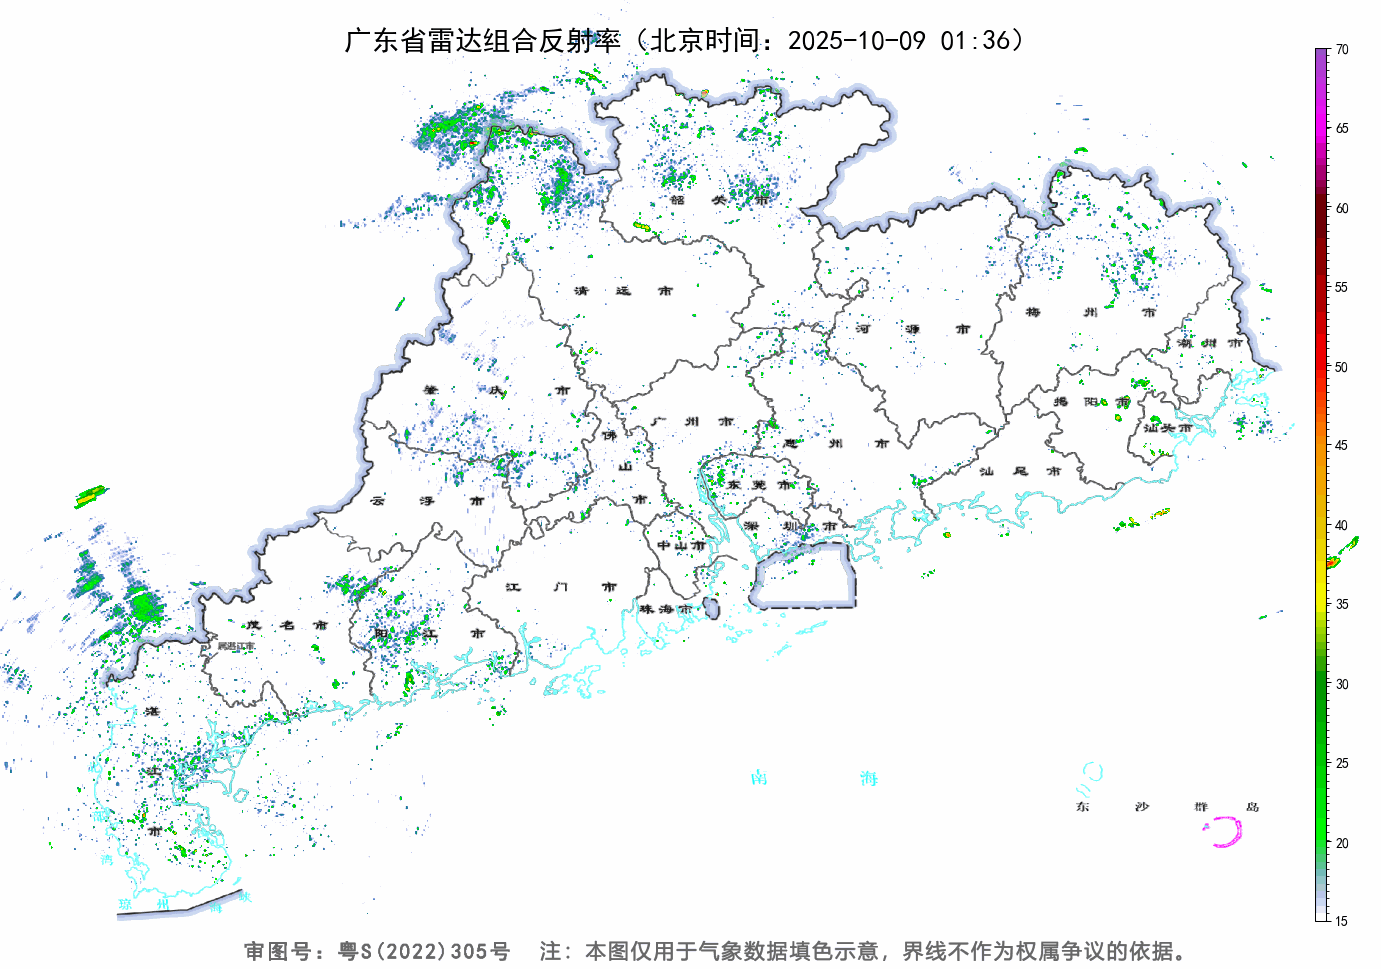 广东省雷达组合反射率（北京时间：2025-10-09 01:36）
70
65
60
55
50
45
40
35
30
25
20
15
韶关市
清远市
河源市
梅州市
潮州市
肇庆市
广州市
佛山市
惠州市
揭阳市
汕头市
汕尾市
云浮市
东莞市
深圳市
中山市
江门市
珠海市
茂名市
阳江市
湛江市
南海
东沙群岛
琼州海峡
审图号：粤S(2022)305号 注：本图仅用于气象数据填色示意，界线不作为权属争议的依据。